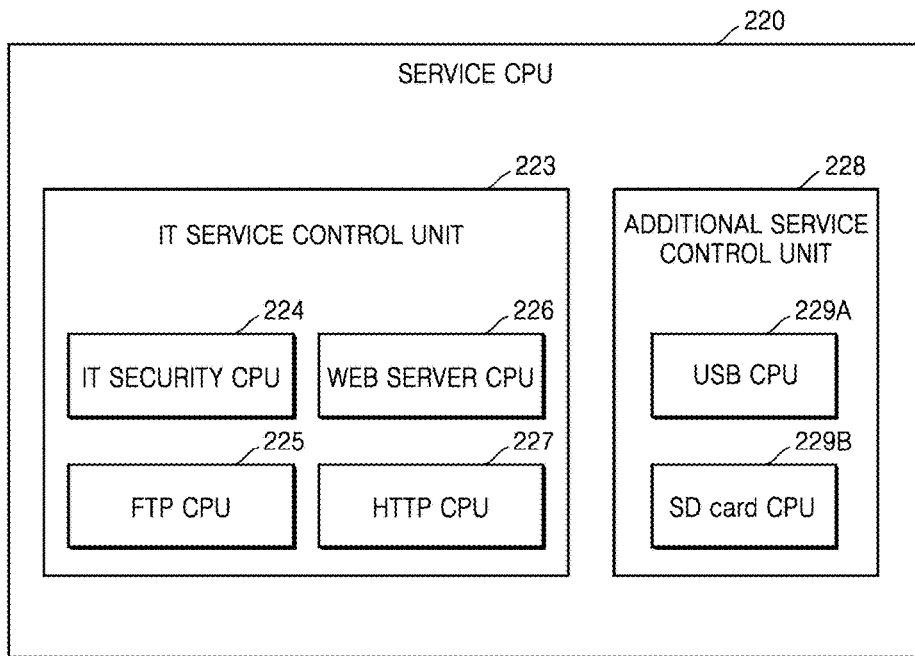 220
SERVICE CPU
223
IT SERVICE CONTROL UNIT
224
IT SECURITY CPU
226
WEB SERVER CPU
225
FTP CPU
227
HTTP CPU
228
ADDITIONAL SERVICE
CONTROL UNIT
229A
USB CPU
229B
SD card CPU